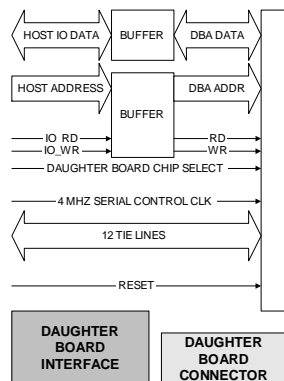 HOST IO DATA
BUFFER
DBA DATA
HOST ADDRESS
BUFFER
DBA ADDR
IO_RD
RD
IO_WR
WR
DAUGHTER BOARD CHIP SELECT
4 MHZ SERIAL CONTROL CLK
12 TIE LINES
RESET
DAUGHTER
BOARD
INTERFACE
DAUGHTER
BOARD
CONNECTOR